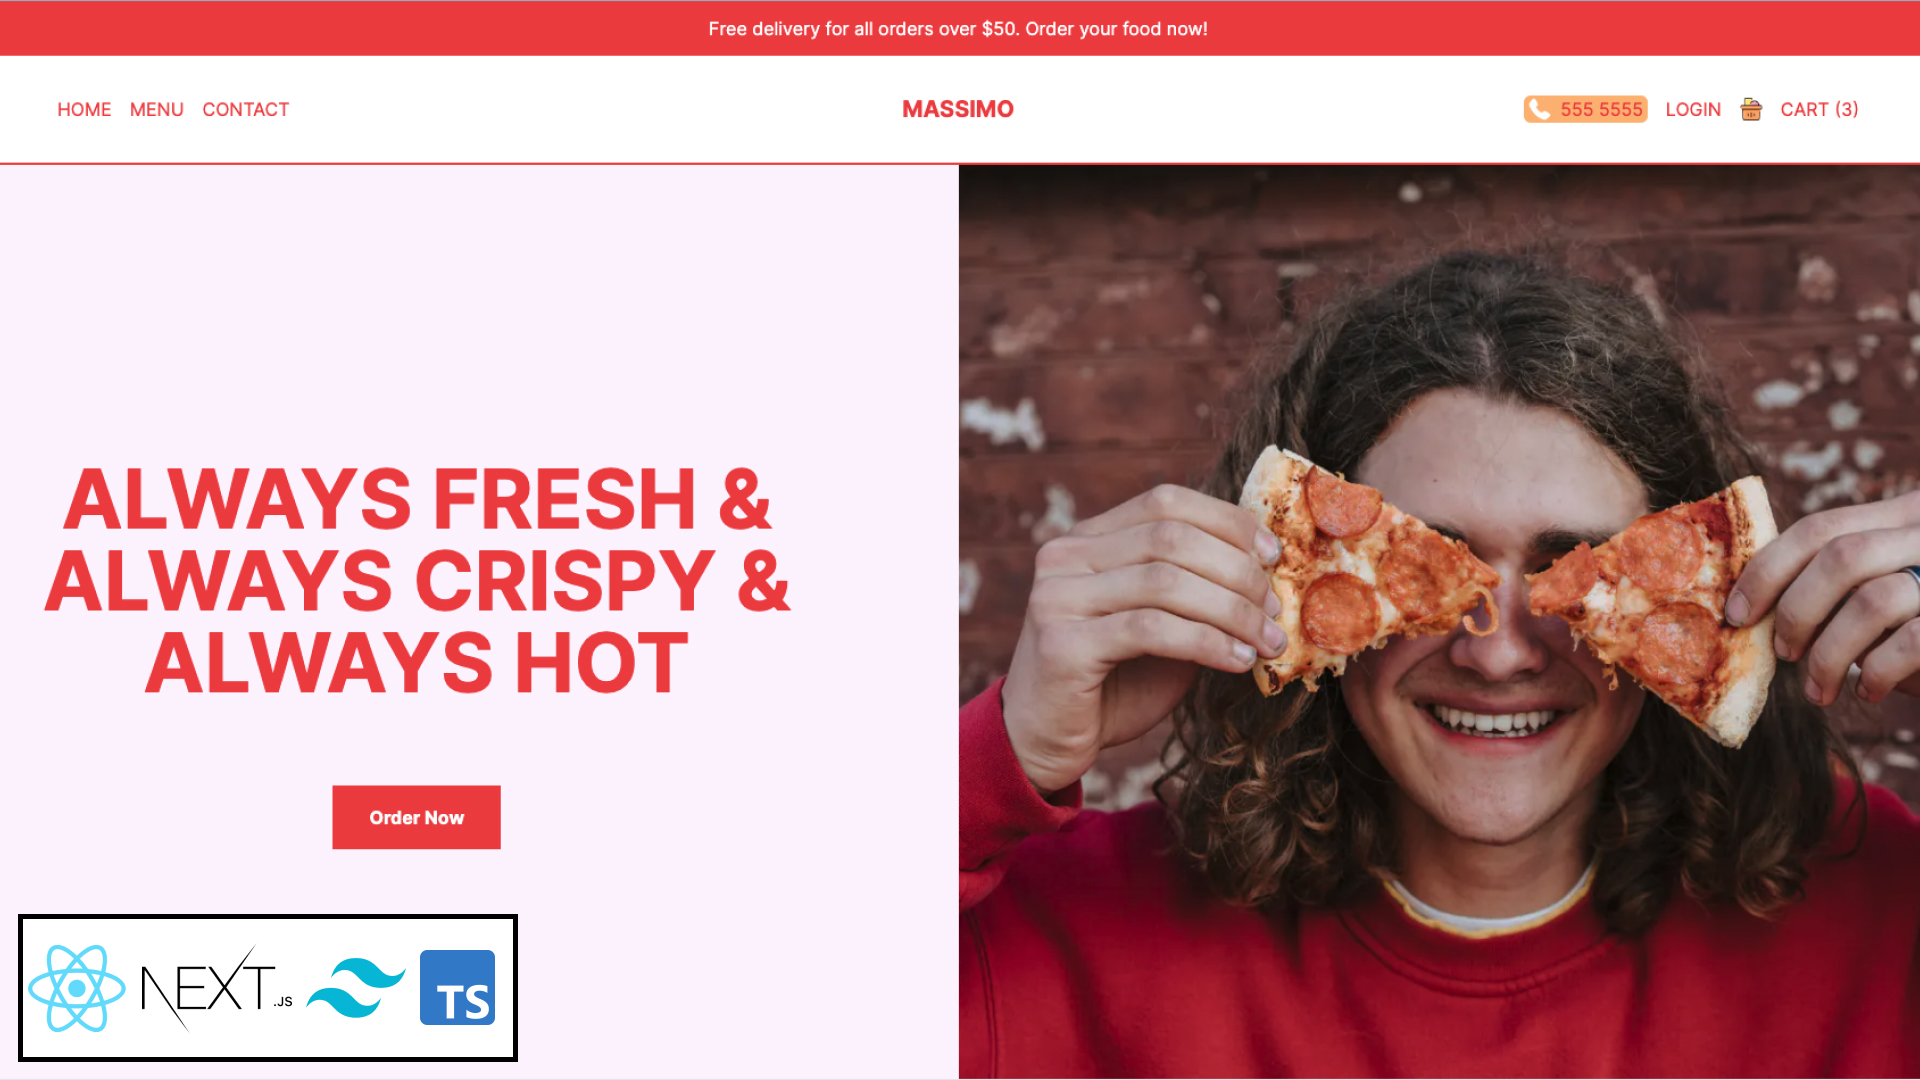 Free delivery for all orders over $50. Order your food now!
HOME MENU CONTACT
MASSIMO
555 5555 LOGIN CART (3)
ALWAYS FRESH &
ALWAYS CRISPY &
ALWAYS HOT
Order Now
NEXT.JS
TS